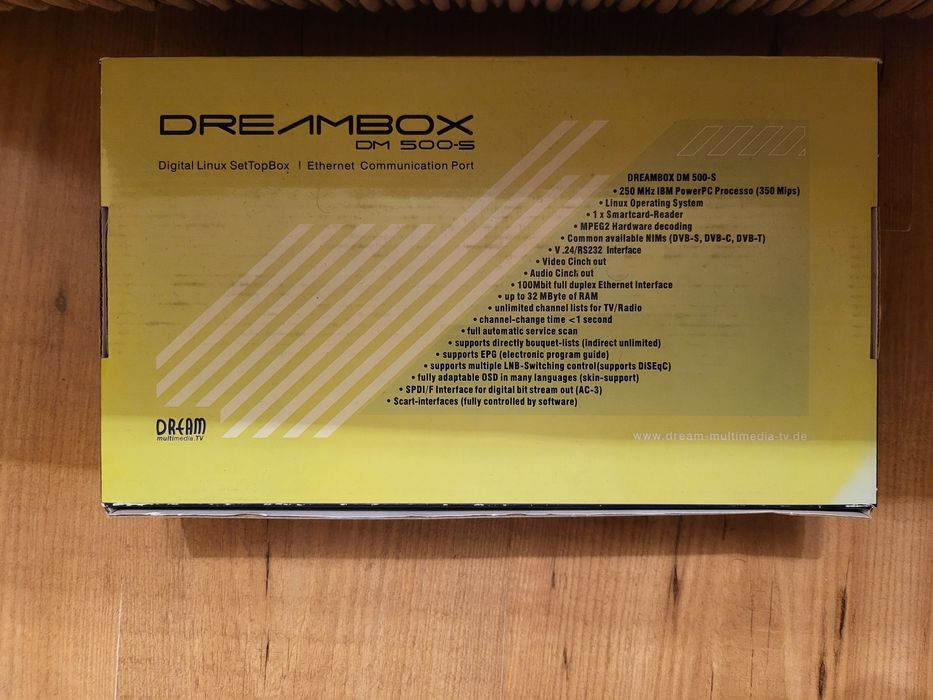 DREAMBOX
DM 500-S
Digital Linux SetTopBox | Ethernet Communication Port
DREAMBOX DM 500-S
• 250 MHz IBM PowerPC Processo (350 Mips)
• Linux Operating System
• 1 x Smartcard-Reader
• MPEG2 Hardware decoding
• Common available NIMs (DVB-S, DVB-C, DVB-T)
• V .24/RS232 Interface
• Video Cinch out
• Audio Cinch out
• 100Mbit full duplex Ethernet Interface
• up to 32 MByte of RAM
• unlimited channel lists for TV/Radio
• channel-change time < 1 second
• full automatic service scan
• supports directly bouquet-lists (indirect unlimited)
• supports EPG (electronic program guide)
• supports multiple LNB-Switching control(supports DiSEqC)
• fully adaptable OSD in many languages (skin-support)
• SPDI/F Interface for digital bit stream out (AC-3)
• Scart-interfaces (fully controlled by software)
DREAM
multimedia.TV
www.dream-multimedia-tv.de